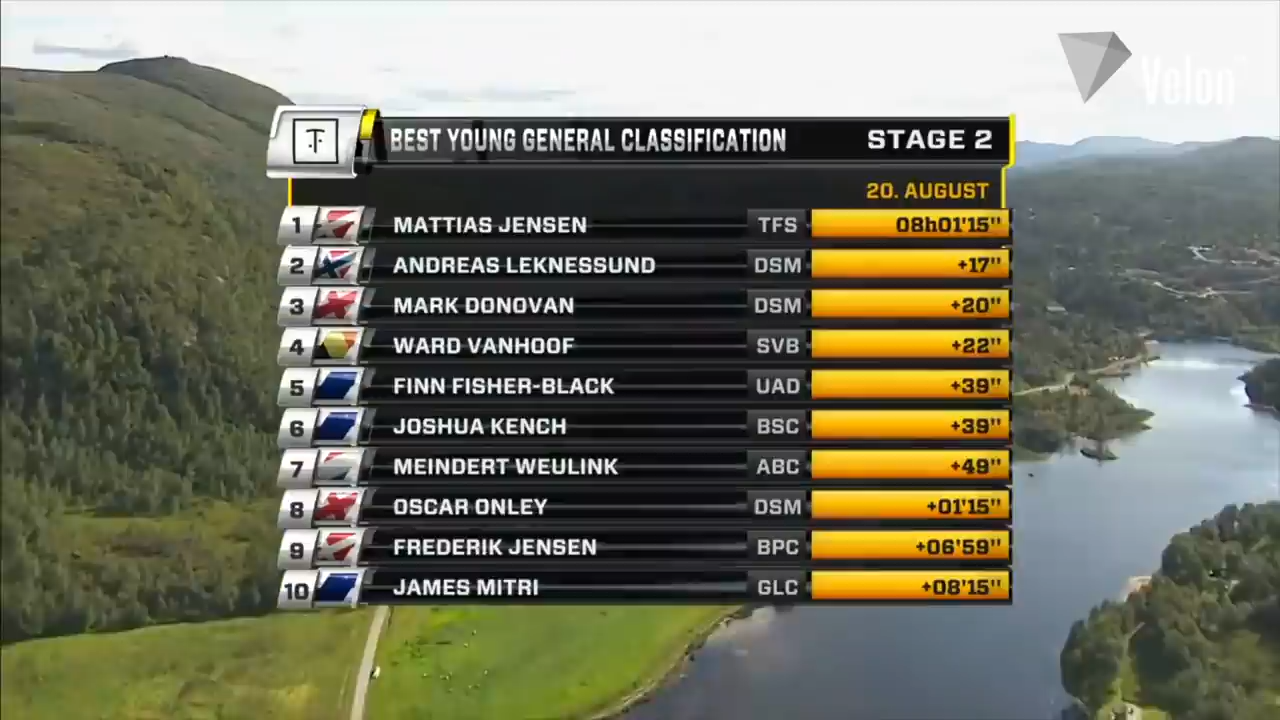 Velon
TF
BEST YOUNG GENERAL CLASSIFICATION STAGE 2
20. AUGUST
1 MATTIAS JENSEN TFS 08h01'15"
2 ANDREAS LEKNESSUND DSM +17"
3 MARK DONOVAN DSM +20"
4 WARD VANHOOF SVB +22"
5 FINN FISHER-BLACK UAD +39"
6 JOSHUA KENCH BSC +39"
7 MEINDERT WEULINK ABC +49"
8 OSCAR ONLEY DSM +01'15"
9 FREDERIK JENSEN BPC +06'59"
10 JAMES MITRI GLC +08'15"